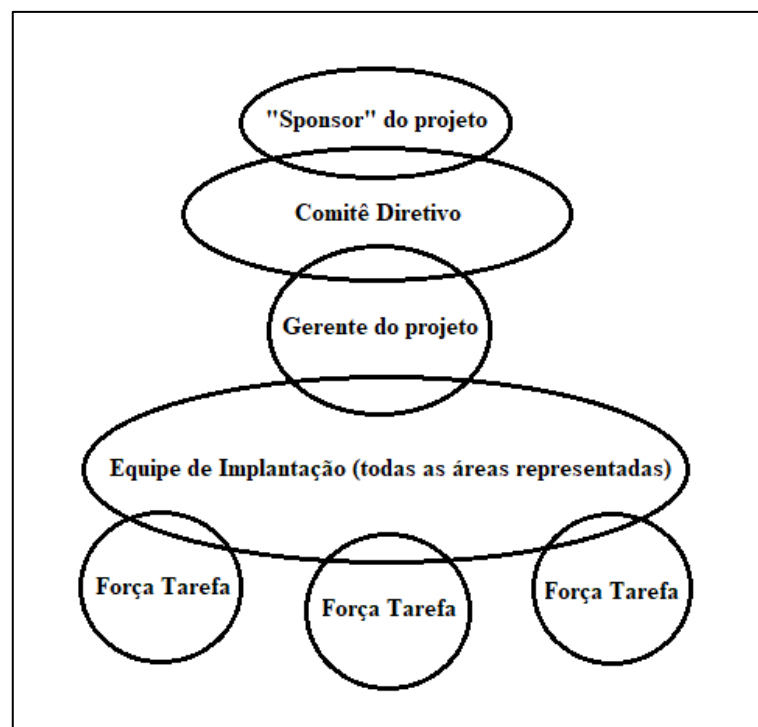 "Sponsor" do projeto
Comitê Diretivo
Gerente do projeto
Equipe de Implantação (todas as áreas representadas)
Força Tarefa
Força Tarefa
Força Tarefa